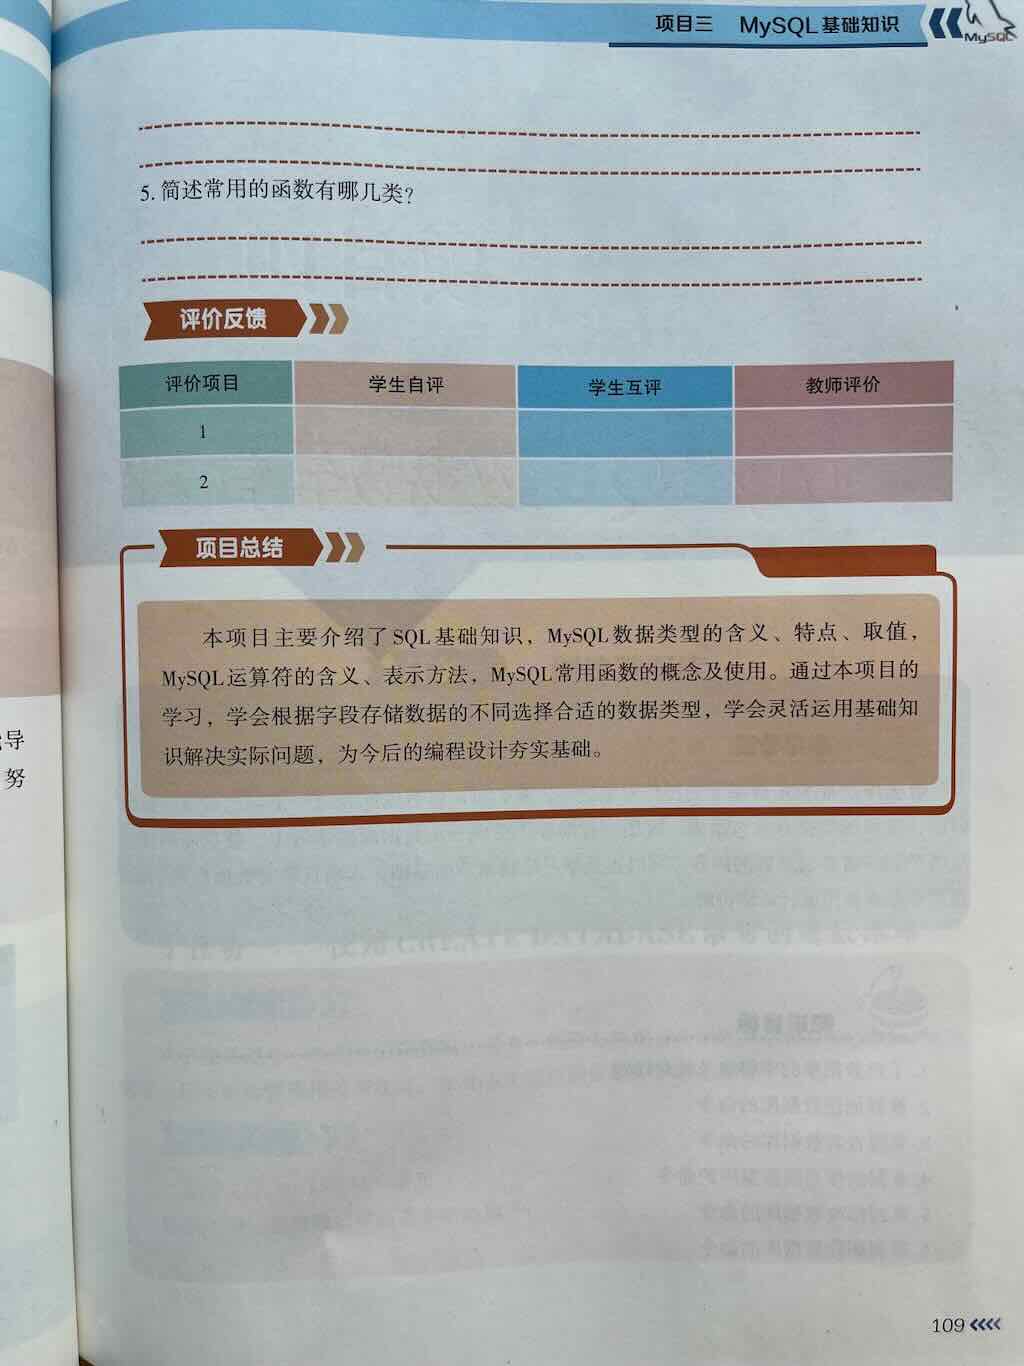 项目三 MySQL基础知识
MySQL
5. 简述常用的函数有哪几类？
评价反馈
评价项目 学生自评 学生互评 教师评价
1
2
项目总结
本项目主要介绍了SQL基础知识，MySQL数据类型的含义、特点、取值，
MySQL运算符的含义、表示方法，MySQL常用函数的概念及使用。通过本项目的
学习，学会根据字段存储数据的不同选择合适的数据类型，学会灵活运用基础知
识解决实际问题，为今后的编程设计夯实基础。
导
努
109